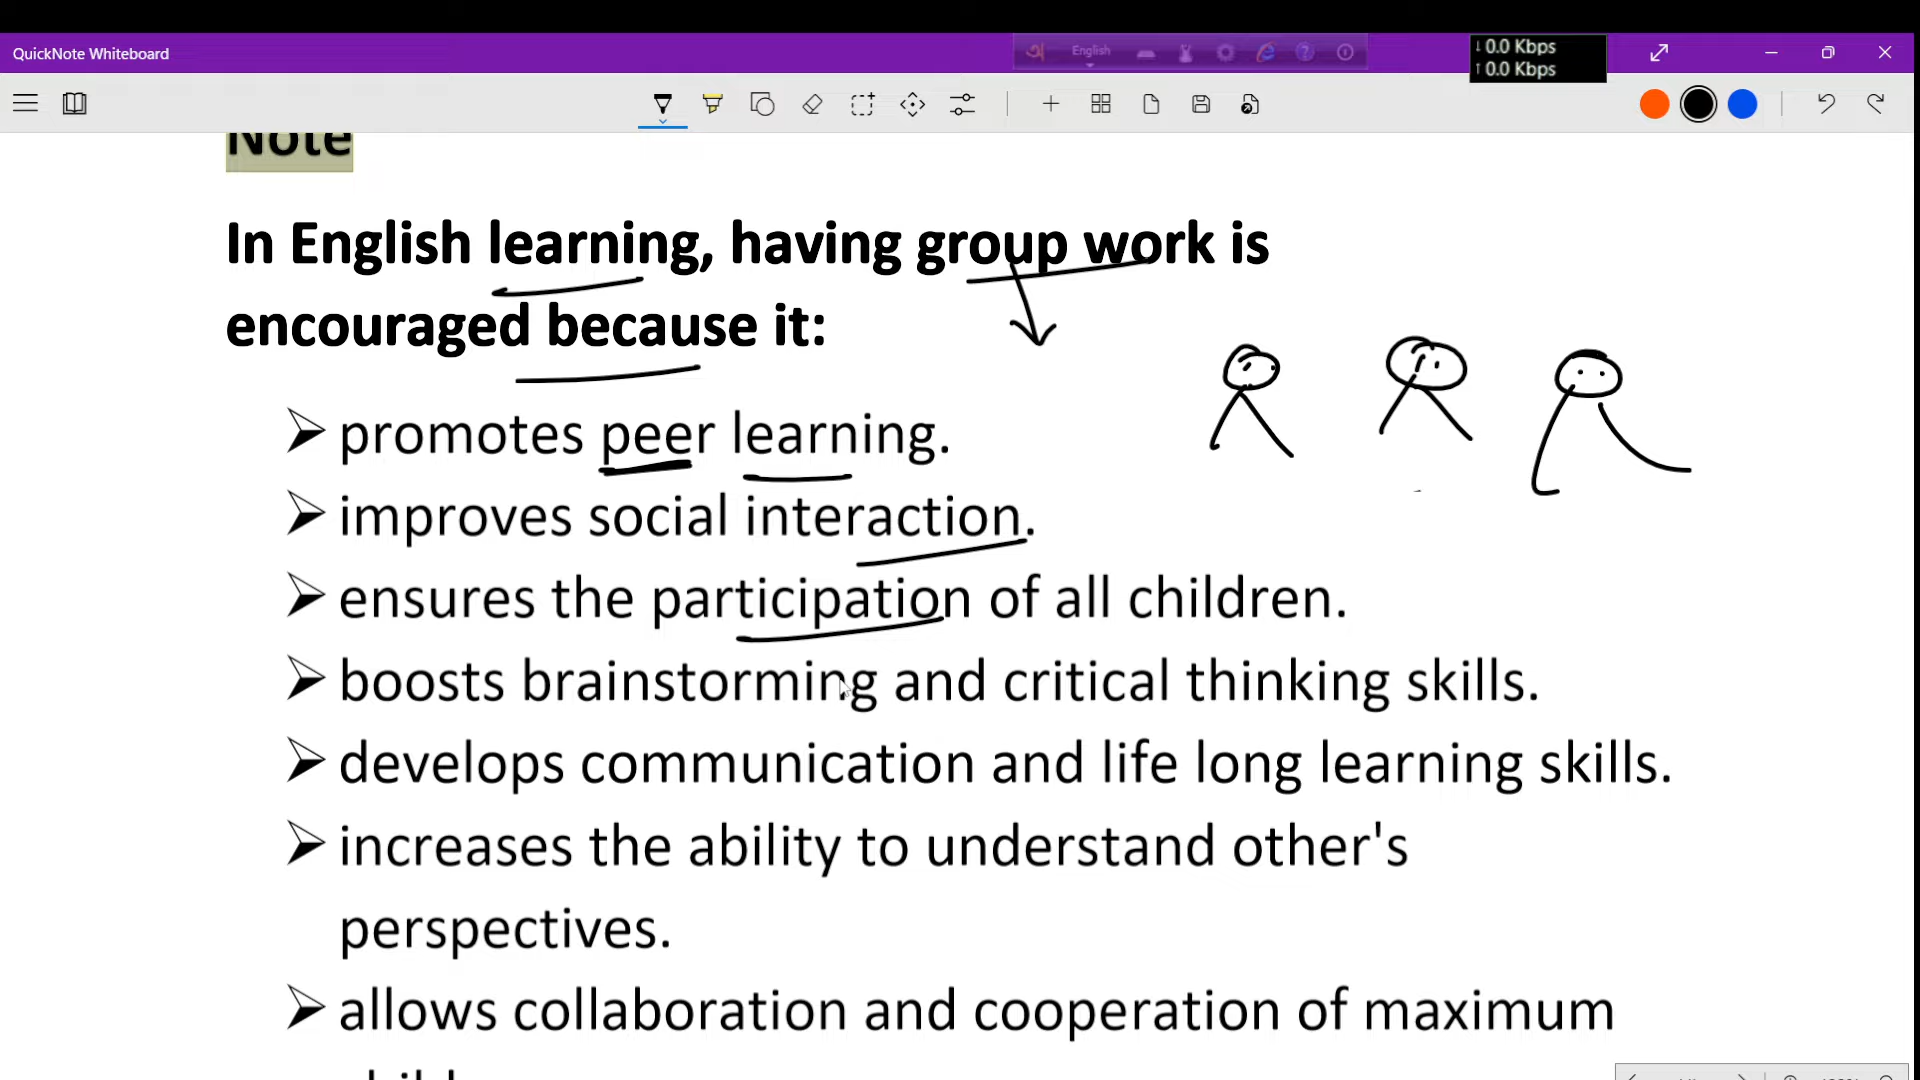 QuickNote Whiteboard
English
↓ 0.0 Kbps
↑ 0.0 Kbps
Note
In English learning, having group work is
encouraged because it:
➢ promotes peer learning.
➢ improves social interaction.
➢ ensures the participation of all children.
➢ boosts brainstorming and critical thinking skills.
➢ develops communication and life long learning skills.
➢ increases the ability to understand other's
perspectives.
➢ allows collaboration and cooperation of maximum